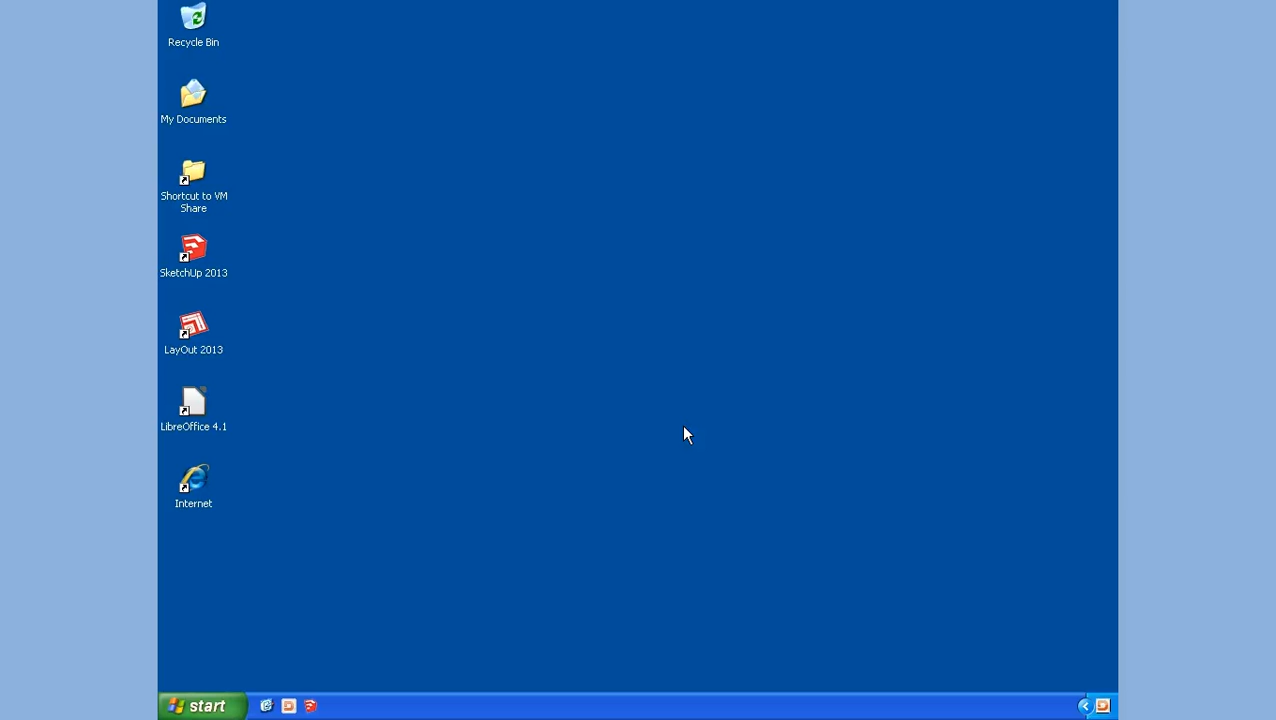 Recycle Bin
My Documents
Shortcut to VM
Share
SketchUp 2013
LayOut 2013
LibreOffice 4.1
Internet
start